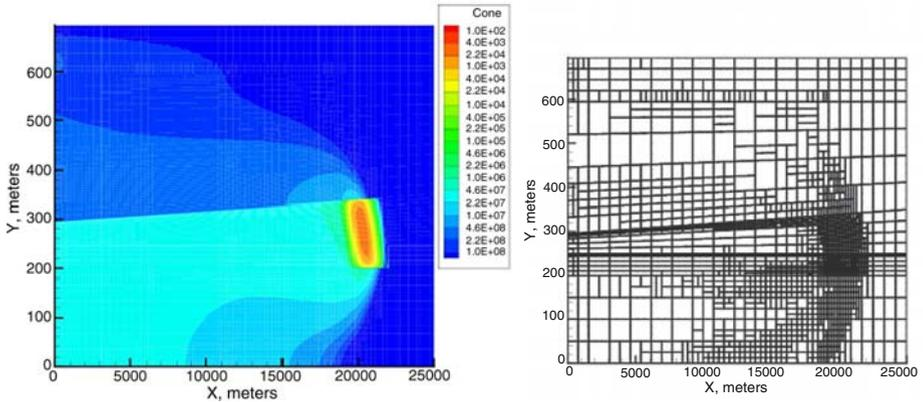 Cone
1.0E+02
4.0E+03
2.2E+04
1.0E+03
4.0E+04
2.2E+04
1.0E+04
4.0E+05
2.2E+05
1.0E+05
4.6E+06
2.2E+06
1.0E+06
4.6E+07
2.2E+07
1.0E+07
4.6E+08
2.2E+08
1.0E+08
600
500
400
300
200
100
0
Y, meters
0 5000 10000 15000 20000 25000
X, meters
600
500
400
300
200
100
0
Y, meters
0 5000 10000 15000 20000 25000
X, meters